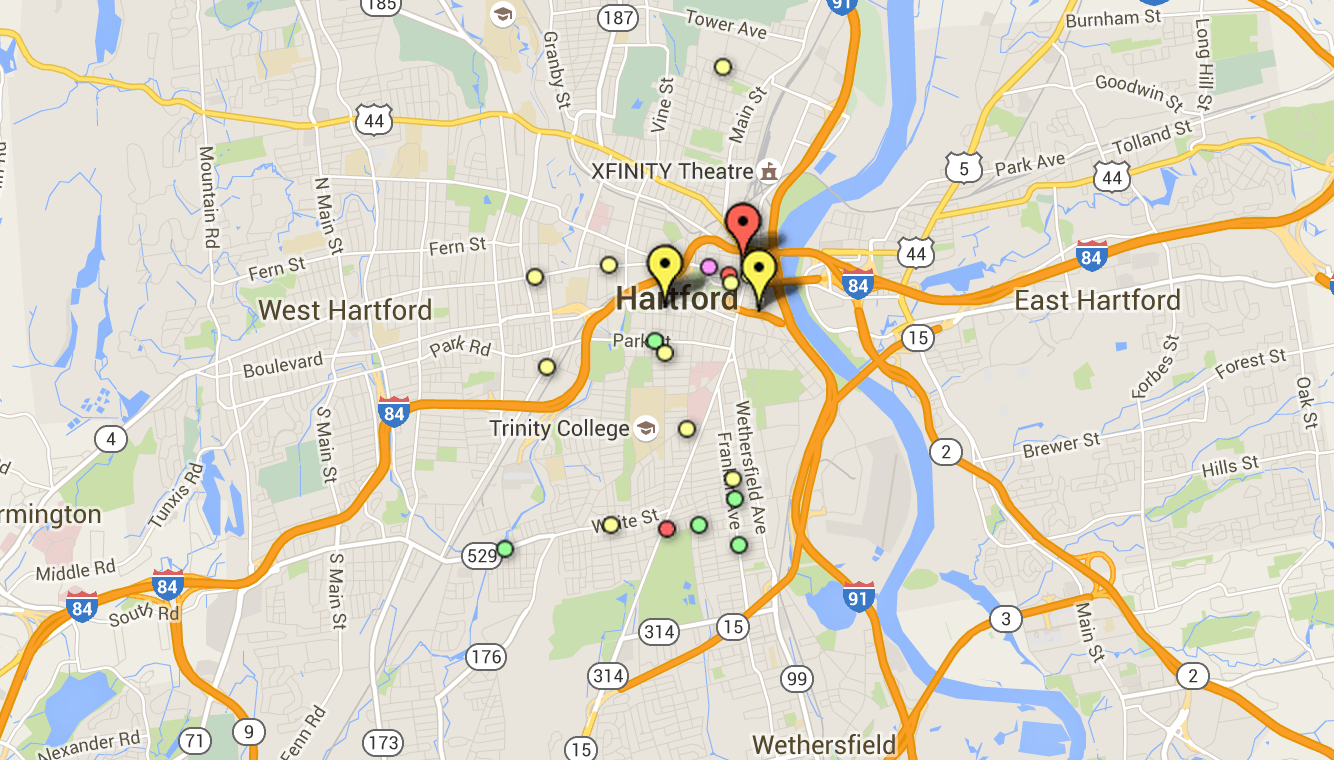 185
187
91
Tower Ave
Burnham St
Long Hill St
Granby St
Vine St
Main St
Goodwin St
44
Tolland St
XFINITY Theatre
5
Park Ave
44
Mountain Rd
N Main St
Fern St
Fern St
44
84
84
West Hartford
Hartford
East Hartford
15
Park St
Park Rd
Boulevard
Forbes St
Forest St
Oak St
84
4
S Main St
Trinity College
Wethersfield Ave
2
Brewer St
Hills St
Tunxis Rd
rmington
White St
529
Middle Rd
S Main St
84
84
South Rd
91
3
Main St
314
15
176
314
99
2
Fenn Rd
9
71
173
Alexander Rd
15
Wethersfield